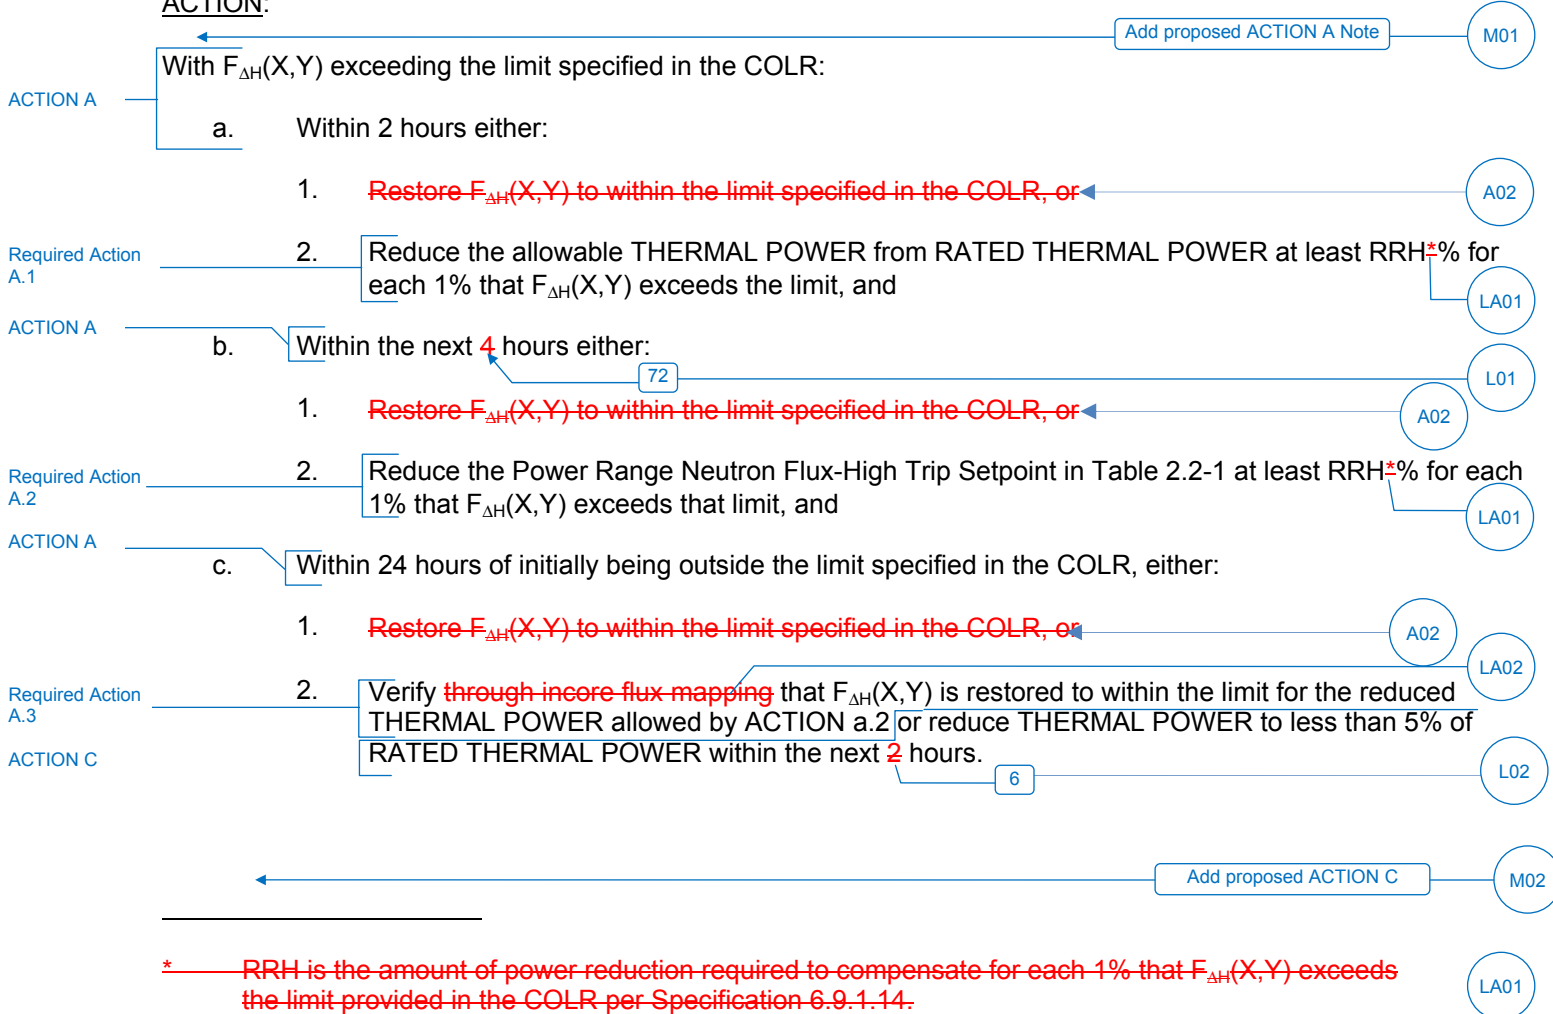 ACTION:
Add proposed ACTION A Note
M01
With FΔH(X,Y) exceeding the limit specified in the COLR:
ACTION A
a. Within 2 hours either:
1. Restore FΔH(X,Y) to within the limit specified in the COLR, or
A02
Required Action
A.1
2. Reduce the allowable THERMAL POWER from RATED THERMAL POWER at least RRH*% for
each 1% that FΔH(X,Y) exceeds the limit, and
LA01
ACTION A
b. Within the next 4 hours either:
72
L01
1. Restore FΔH(X,Y) to within the limit specified in the COLR, or
A02
Required Action
A.2
2. Reduce the Power Range Neutron Flux-High Trip Setpoint in Table 2.2-1 at least RRH*% for each
1% that FΔH(X,Y) exceeds that limit, and
LA01
ACTION A
c. Within 24 hours of initially being outside the limit specified in the COLR, either:
1. Restore FΔH(X,Y) to within the limit specified in the COLR, or
A02
LA02
Required Action
A.3
2. Verify through incore flux mapping that FΔH(X,Y) is restored to within the limit for the reduced
THERMAL POWER allowed by ACTION a.2 or reduce THERMAL POWER to less than 5% of
ACTION C
RATED THERMAL POWER within the next 2 hours.
6
L02
Add proposed ACTION C
M02
* RRH is the amount of power reduction required to compensate for each 1% that FΔH(X,Y) exceeds
the limit provided in the COLR per Specification 6.9.1.14.
LA01